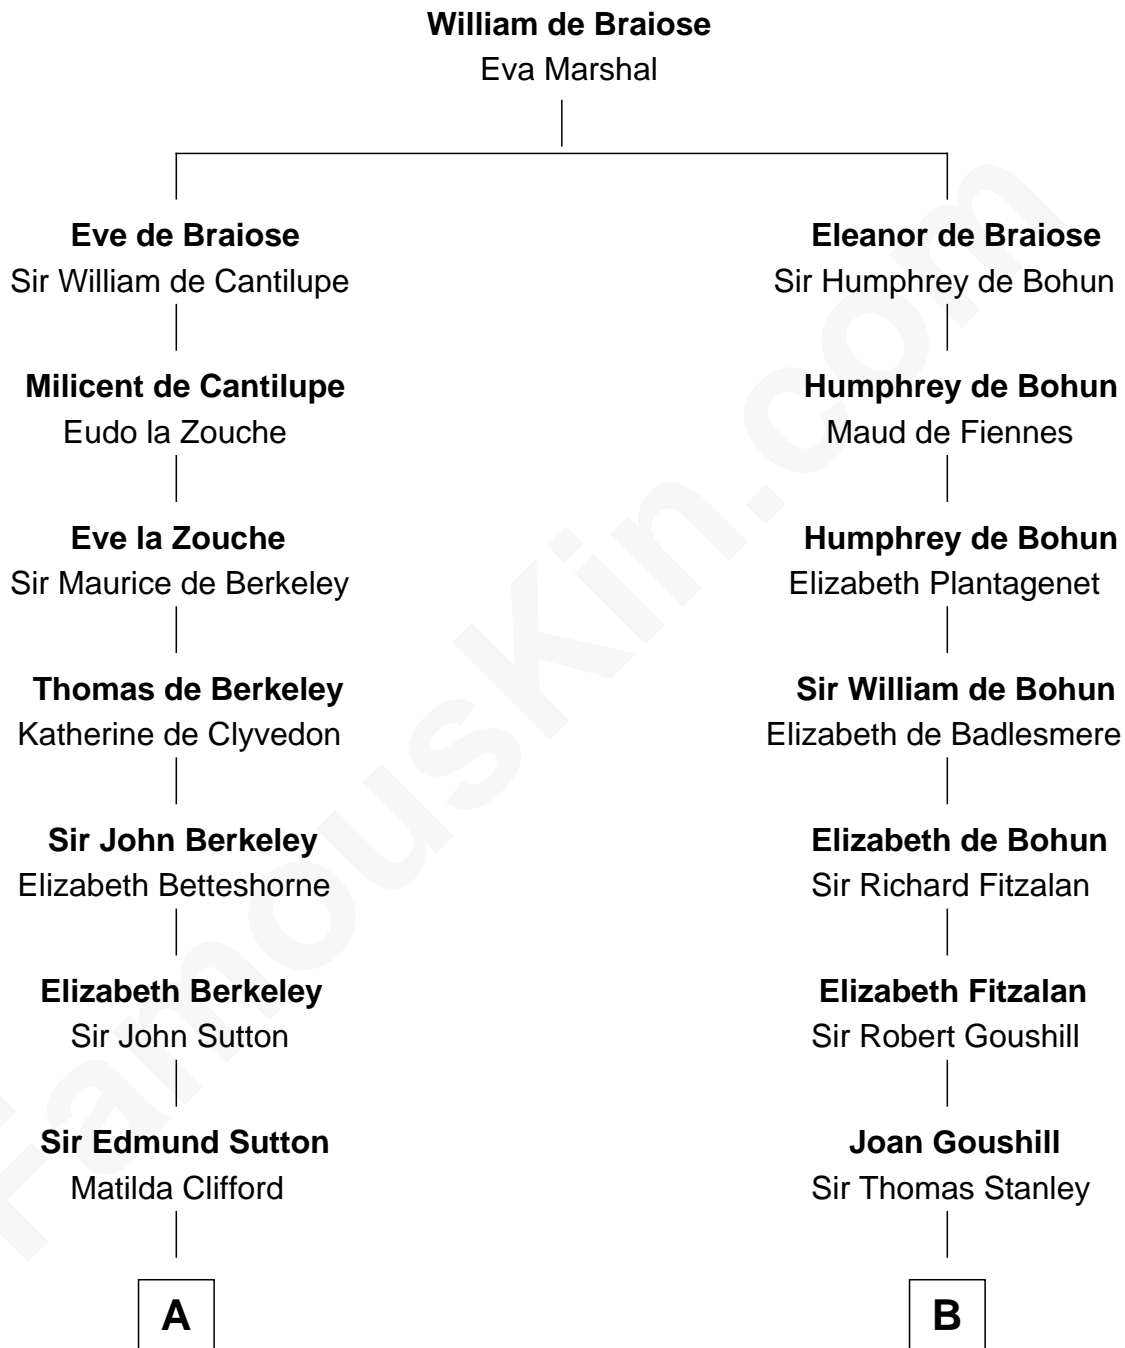 William de Braiose
Eva Marshal
Eve de Braiose
Sir William de Cantilupe
Milicent de Cantilupe
Eudo la Zouche
Eve la Zouche
Sir Maurice de Berkeley
Thomas de Berkeley
Katherine de Clyvedon
Sir John Berkeley
Elizabeth Betteshorne
Elizabeth Berkeley
Sir John Sutton
Sir Edmund Sutton
Matilda Clifford
A
Eleanor de Braiose
Sir Humphrey de Bohun
Humphrey de Bohun
Maud de Fiennes
Humphrey de Bohun
Elizabeth Plantagenet
Sir William de Bohun
Elizabeth de Badlesmere
Elizabeth de Bohun
Sir Richard Fitzalan
Elizabeth Fitzalan
Sir Robert Goushill
Joan Goushill
Sir Thomas Stanley
B
FamousKin.com